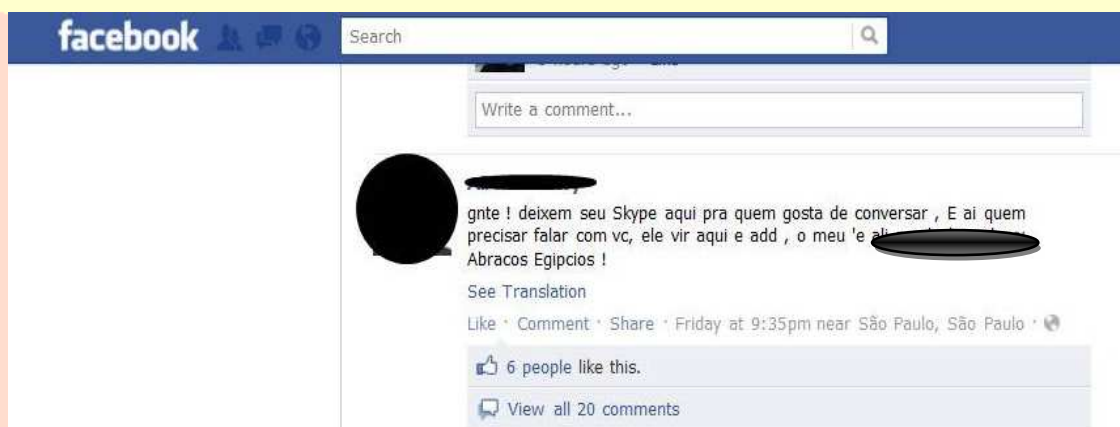 facebook
Search
Write a comment...
gnte ! deixem seu Skype aqui pra quem gosta de conversar , E ai quem
precisar falar com vc, ele vir aqui e add , o meu 'e
Abracos Egipcios !
See Translation
Like · Comment · Share · Friday at 9:35pm near São Paulo, São Paulo ·
6 people like this.
View all 20 comments